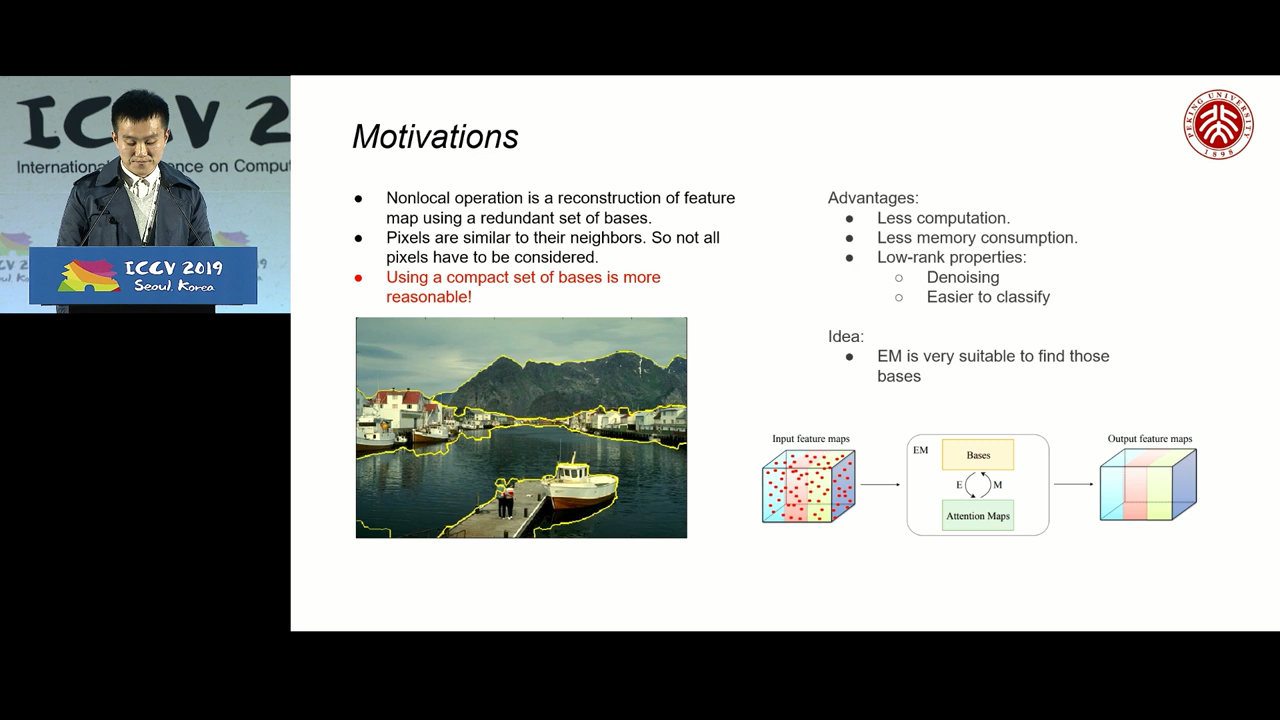 ICCV 2
International ence on Comput
ICCV 2019
Seoul, Korea
Motivations
PEKING UNIVERSITY
1898
● Nonlocal operation is a reconstruction of feature
map using a redundant set of bases.
● Pixels are similar to their neighbors. So not all
pixels have to be considered.
● Using a compact set of bases is more
reasonable!
Advantages:
● Less computation.
● Less memory consumption.
● Low-rank properties:
○ Denoising
○ Easier to classify
Idea:
● EM is very suitable to find those
bases
Input feature maps
EM
Bases
E
M
Attention Maps
Output feature maps